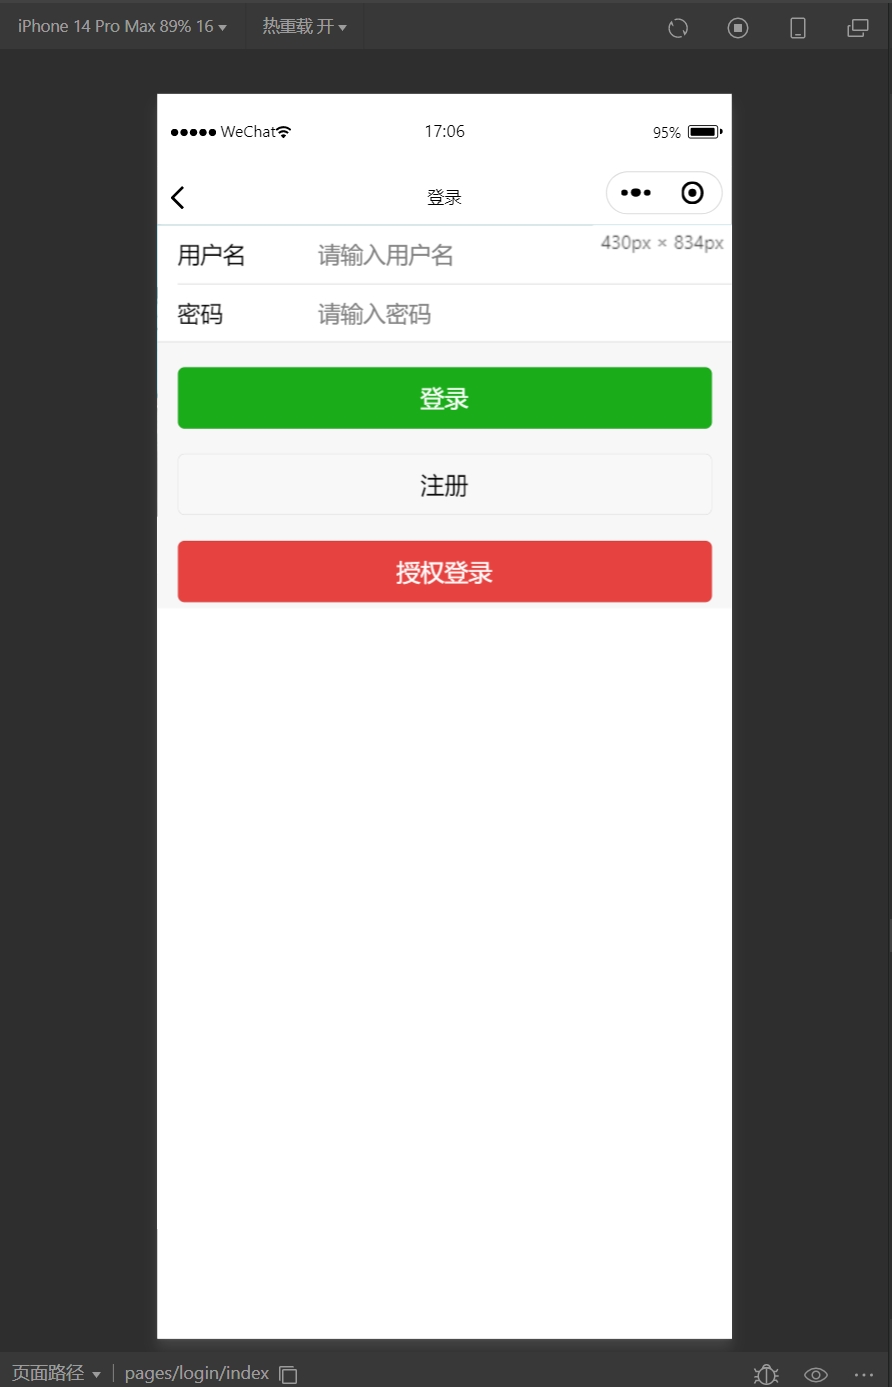 iPhone 14 Pro Max 89% 16 热重载 开
WeChat 17:06 95%
登录
430px × 834px
用户名 请输入用户名
密码 请输入密码
登录
注册
授权登录
页面路径 pages/login/index